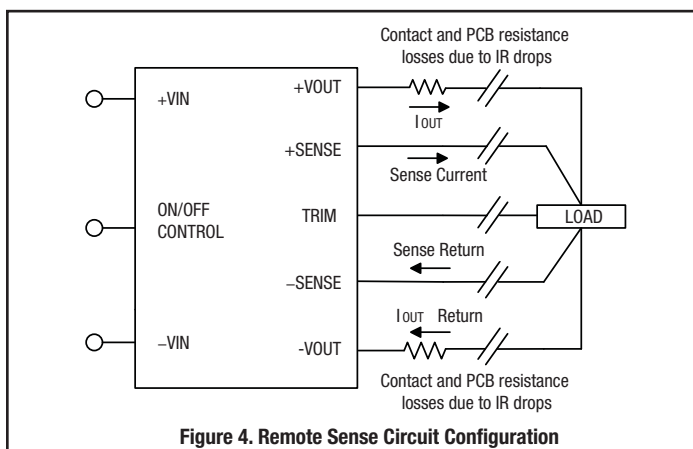 Contact and PCB resistance
losses due to IR drops
+VOUT
+VIN
IOUT
+SENSE
Sense Current
ON/OFF
CONTROL
TRIM
LOAD
Sense Return
−SENSE
IOUT Return
−VIN
-VOUT
Contact and PCB resistance
losses due to IR drops
Figure 4. Remote Sense Circuit Configuration